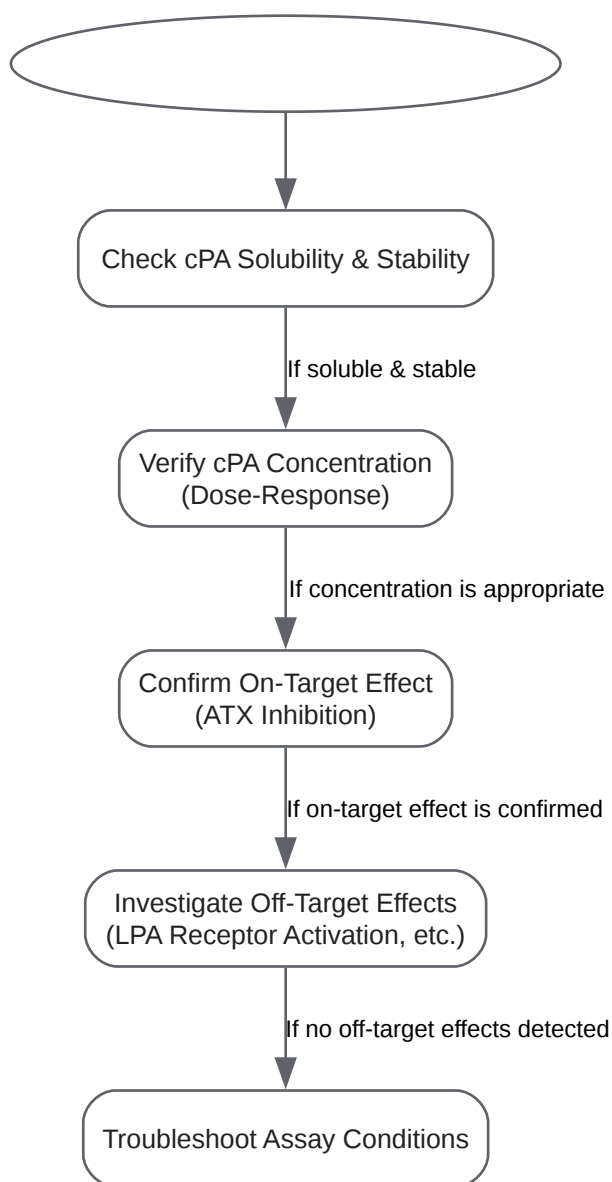 Check cPA Solubility & Stability
If soluble & stable
Verify cPA Concentration
(Dose-Response)
If concentration is appropriate
Confirm On-Target Effect
(ATX Inhibition)
If on-target effect is confirmed
Investigate Off-Target Effects
(LPA Receptor Activation, etc.)
If no off-target effects detected
Troubleshoot Assay Conditions